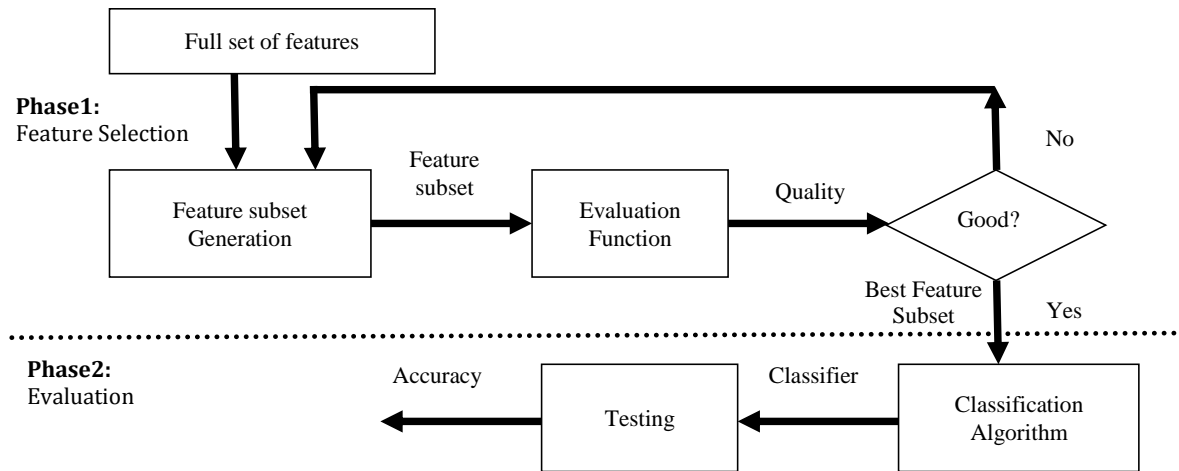 Full set of features
Phase1:
Feature Selection
No
Feature
subset
Quality
Feature subset
Generation
Evaluation
Function
Good?
Best Feature
Subset
Yes
Phase2:
Evaluation
Accuracy
Classifier
Testing
Classification
Algorithm